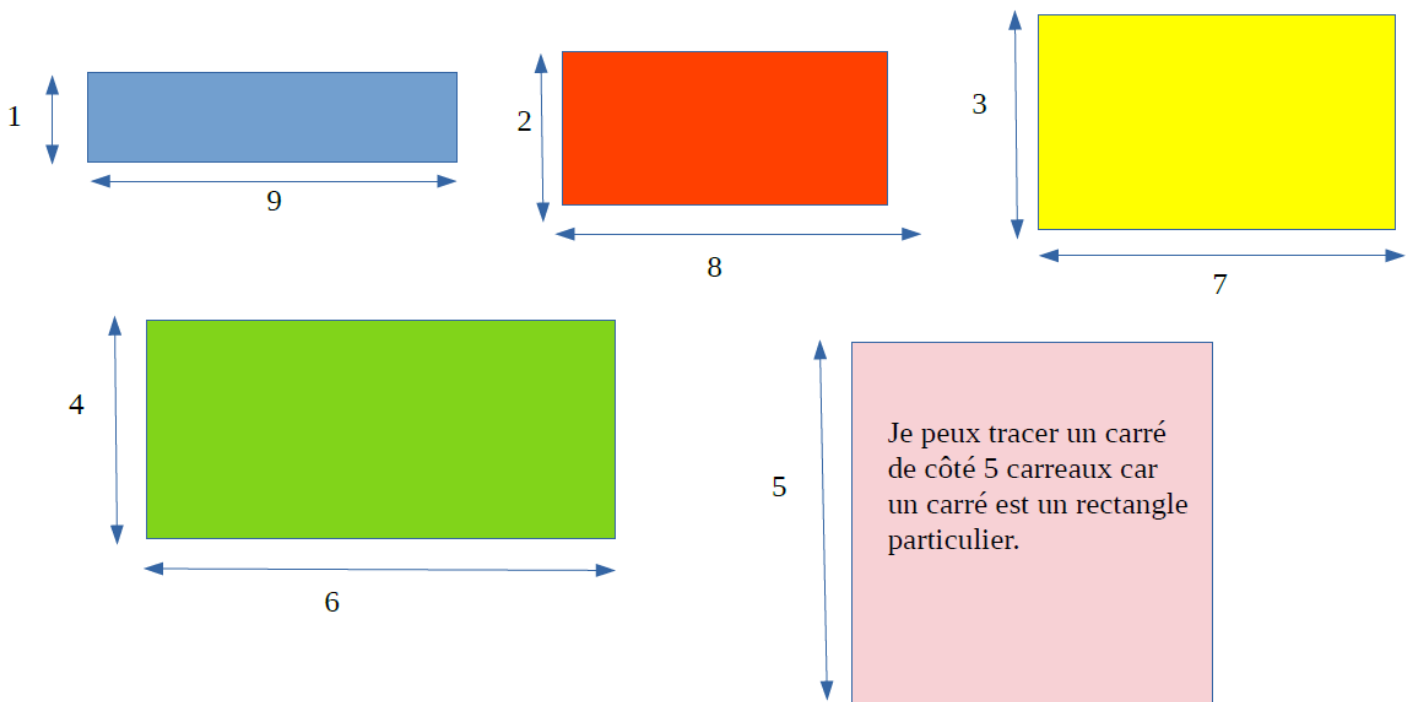 1
9
2
8
3
7
4
6
5
Je peux tracer un carré
de côté 5 carreaux car
un carré est un rectangle
particulier.